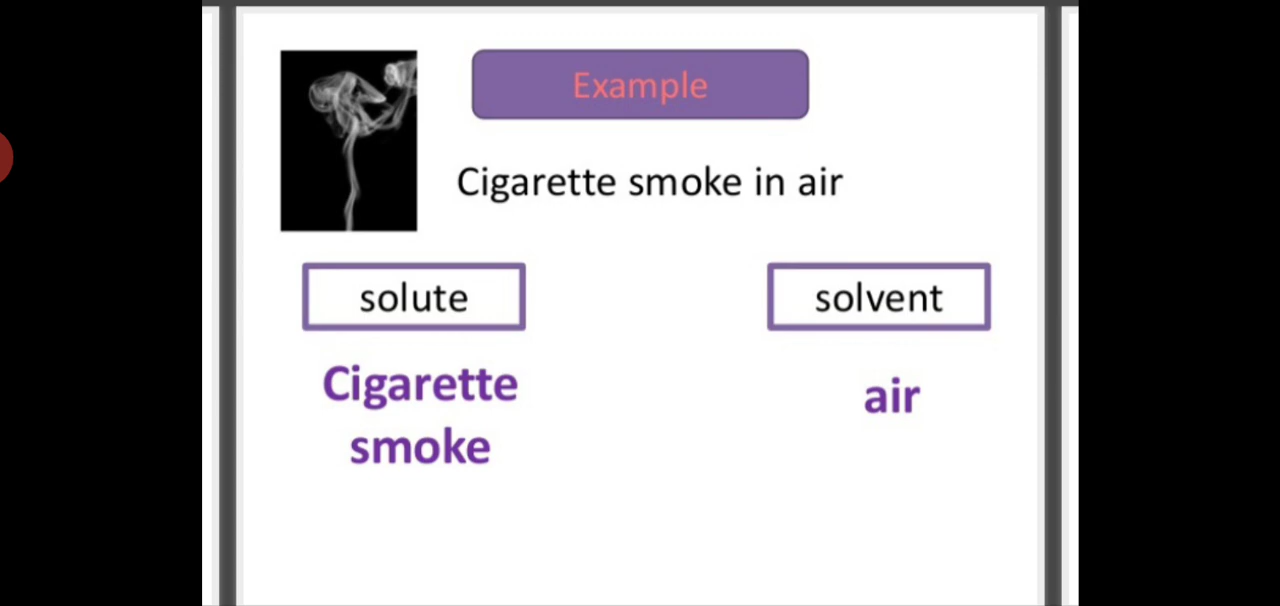 Example
Cigarette smoke in air
solute
solvent
Cigarette
smoke
air